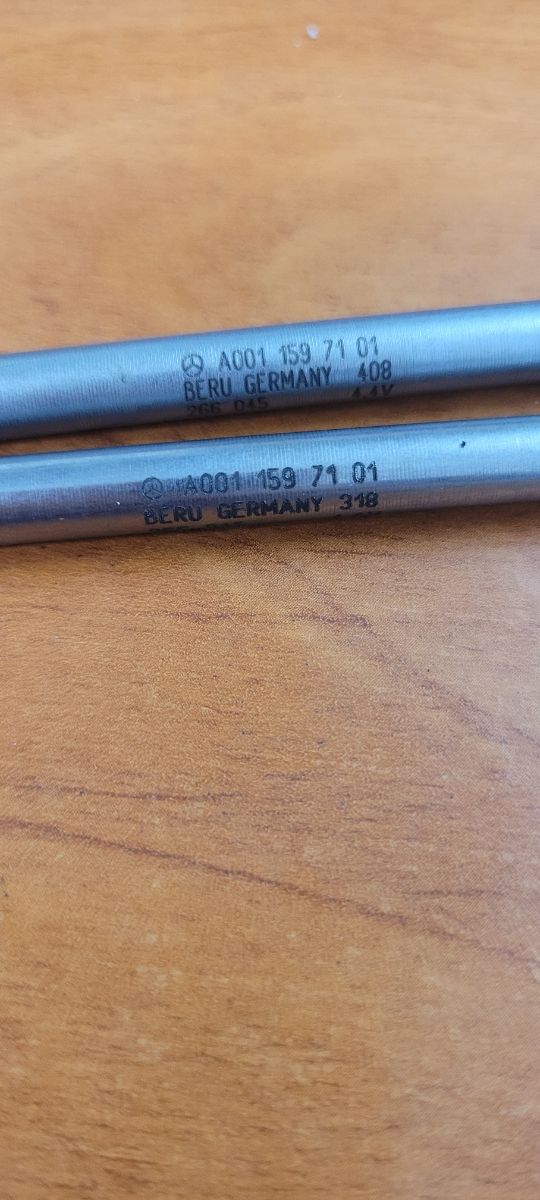 A001 159 71 01
BERU GERMANY 408
266 045 4,4V
A001 159 71 01
BERU GERMANY 318